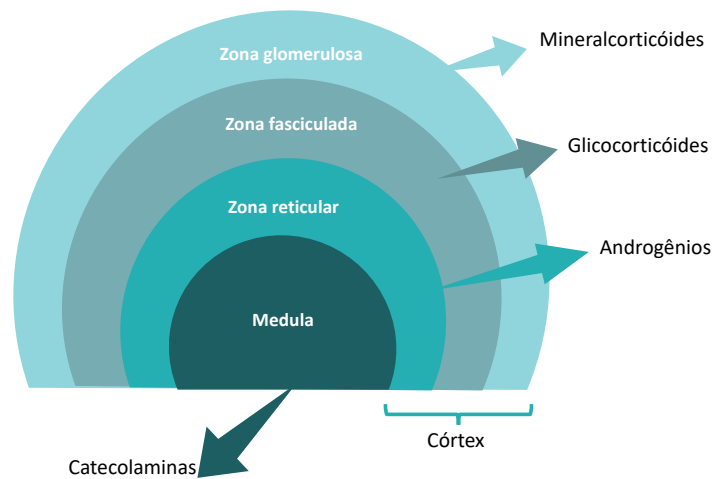 Mineralcorticóides
Zona glomerulosa
Zona fasciculada
Glicocorticóides
Zona reticular
Androgênios
Medula
Córtex
Catecolaminas